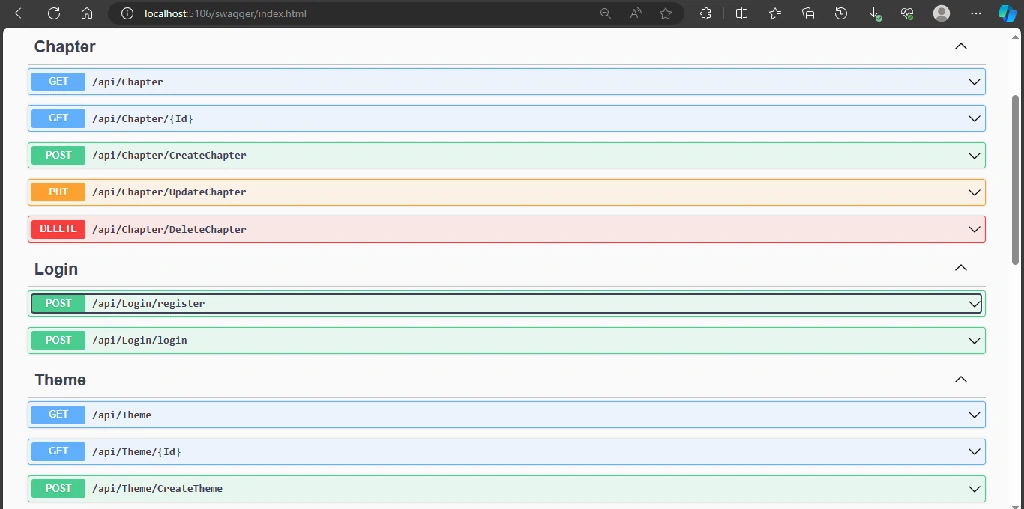 localhost:5106/swagger/index.html
Chapter
GET /api/Chapter
GET /api/Chapter/{Id}
POST /api/Chapter/CreateChapter
PUT /api/Chapter/UpdateChapter
DELETE /api/Chapter/DeleteChapter
Login
POST /api/Login/register
POST /api/Login/login
Theme
GET /api/Theme
GET /api/Theme/{Id}
POST /api/Theme/CreateTheme